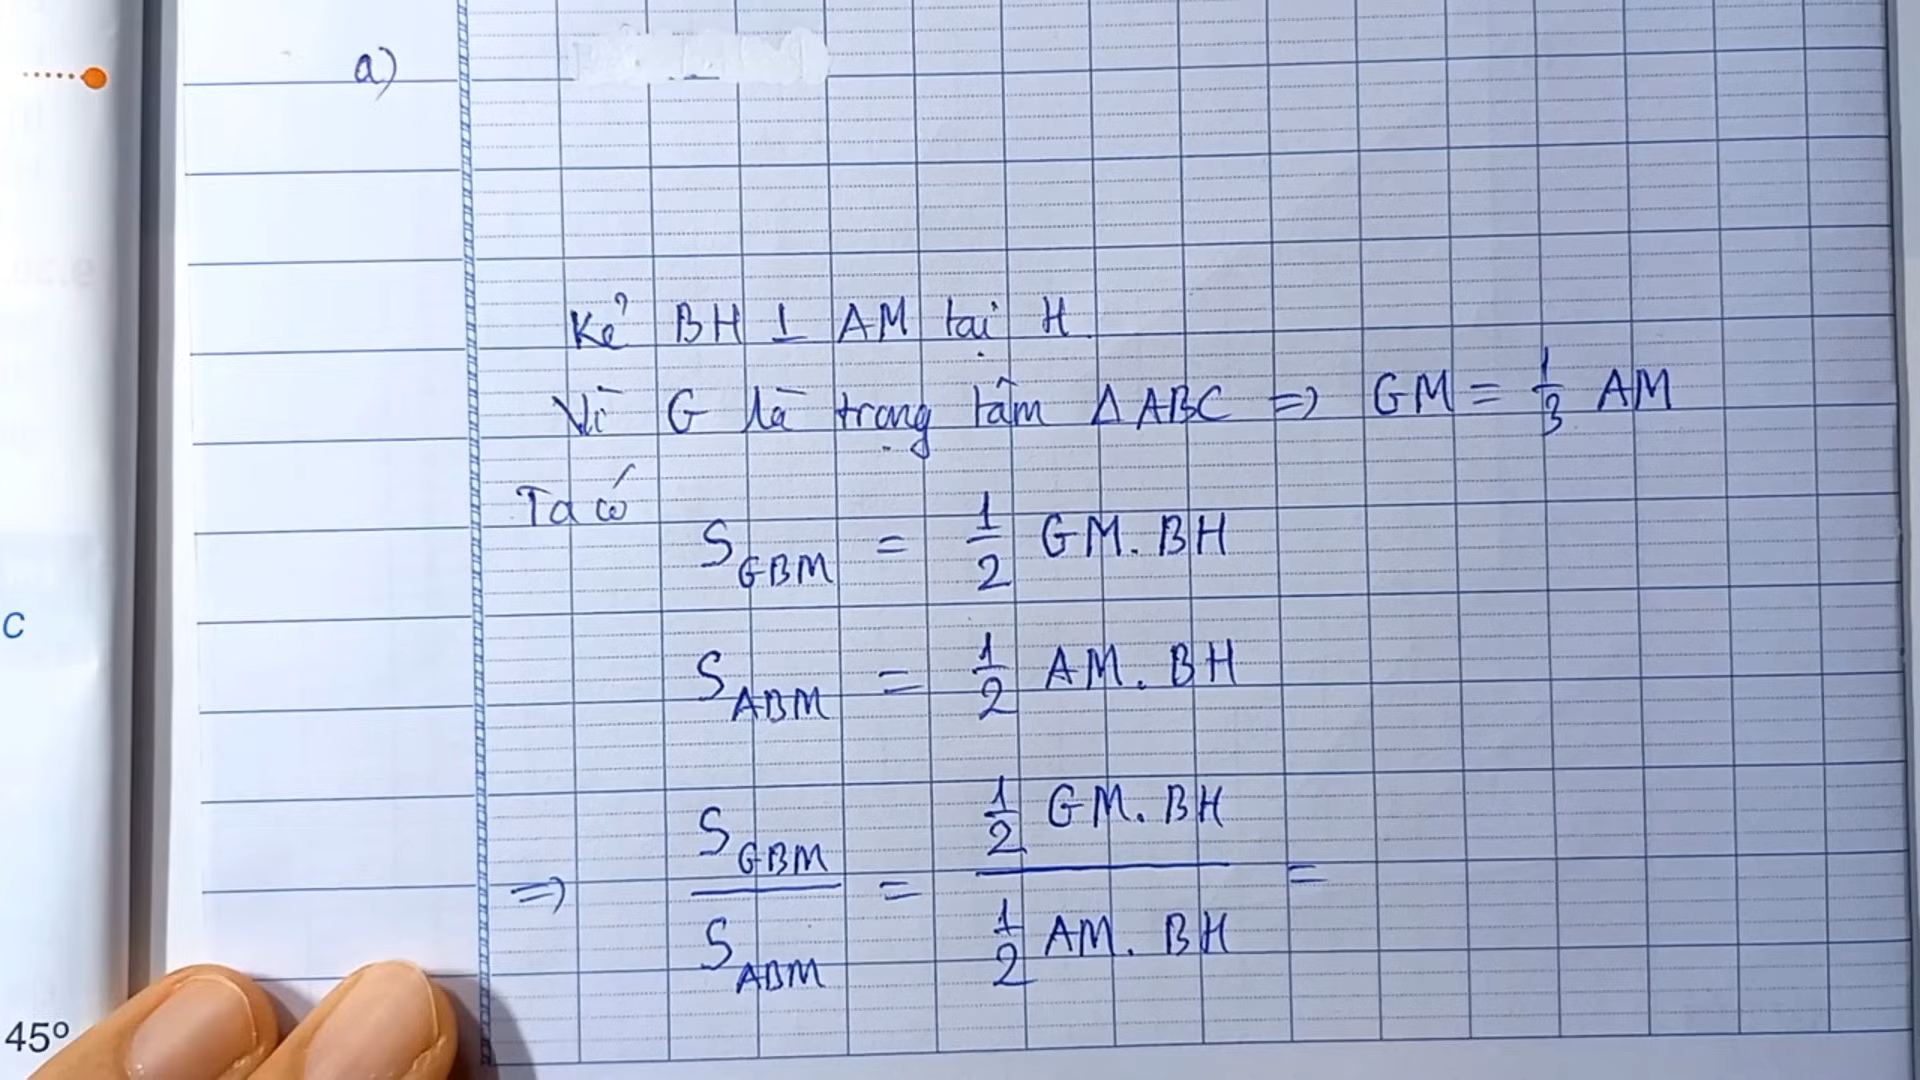 a)
Kẻ BH ⊥ AM tại H
Vì G là trọng tâm Δ ABC => GM = 1/3 AM
Ta có
S_GBM = 1/2 GM. BH
S_ABM = 1/2 AM. BH
=> S_GBM / S_ABM = (1/2 GM. BH) / (1/2 AM. BH) =
C
45°